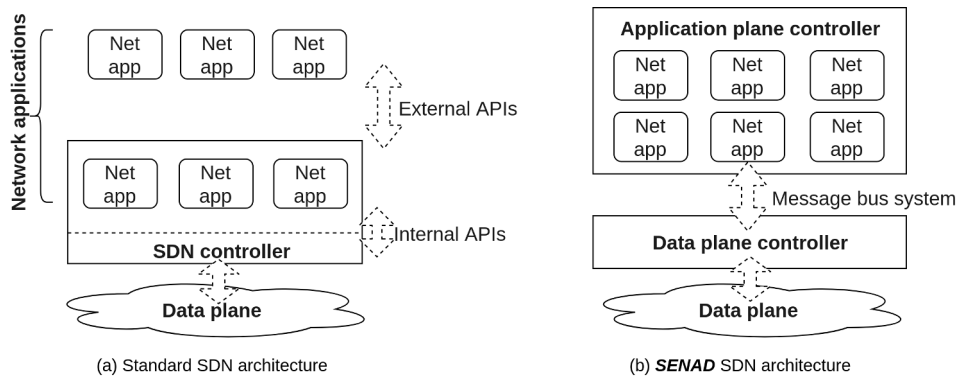 Network applications
Net app
Net app
Net app
External APIs
Net app
Net app
Net app
Internal APIs
SDN controller
Data plane
(a) Standard SDN architecture
Application plane controller
Net app
Net app
Net app
Net app
Net app
Net app
Message bus system
Data plane controller
Data plane
(b) SENAD SDN architecture